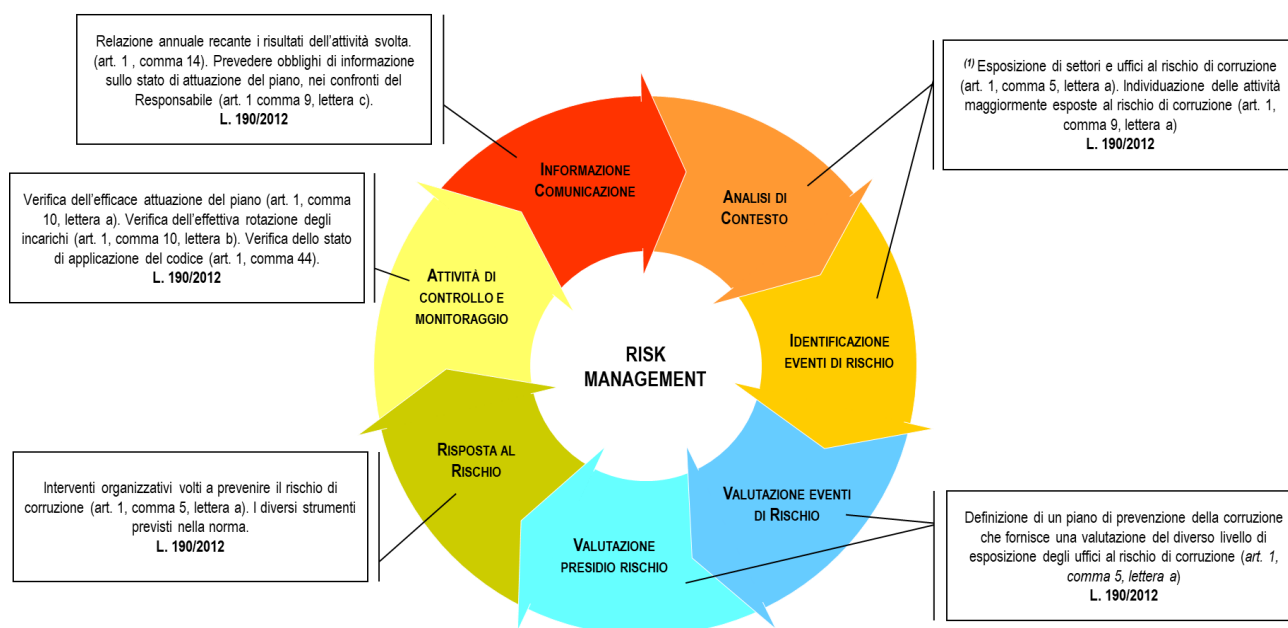 Relazione annuale recante i risultati dell'attività svolta.
(art. 1 , comma 14). Prevedere obblighi di informazione
sullo stato di attuazione del piano, nei confronti del
Responsabile (art. 1 comma 9, lettera c).
L. 190/2012
(1) Esposizione di settori e uffici al rischio di corruzione
(art. 1, comma 5, lettera a). Individuazione delle attività
maggiormente esposte al rischio di corruzione (art. 1,
comma 9, lettera a)
L. 190/2012
INFORMAZIONE
COMUNICAZIONE
ANALISI DI
CONTESTO
Verifica dell'efficace attuazione del piano (art. 1, comma
10, lettera a). Verifica dell'effettiva rotazione degli
incarichi (art. 1, comma 10, lettera b). Verifica dello stato
di applicazione del codice (art. 1, comma 44).
L. 190/2012
ATTIVITÀ DI
CONTROLLO E
MONITORAGGIO
RISK
MANAGEMENT
IDENTIFICAZIONE
EVENTI DI RISCHIO
RISPOSTA AL
RISCHIO
VALUTAZIONE EVENTI
DI RISCHIO
VALUTAZIONE
PRESIDIO RISCHIO
Interventi organizzativi volti a prevenire il rischio di
corruzione (art. 1, comma 5, lettera a). I diversi strumenti
previsti nella norma.
L. 190/2012
Definizione di un piano di prevenzione della corruzione
che fornisce una valutazione del diverso livello di
esposizione degli uffici al rischio di corruzione (art. 1,
comma 5, lettera a)
L. 190/2012